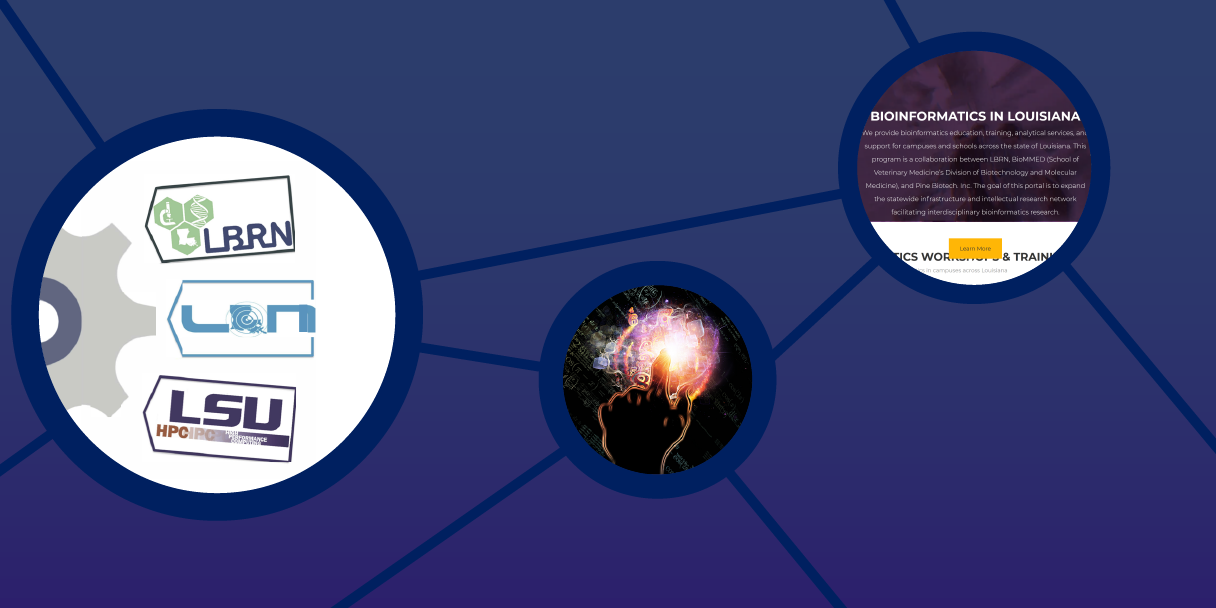 LBRN
LONI
LSU
HPC
HIGH
PERFORMANCE
COMPUTING
BIOINFORMATICS IN LOUISIANA
We provide bioinformatics education, training, analytical services, and
support for campuses and schools across the state of Louisiana. This
program is a collaboration between LBRN, BioMMED (School of
Veterinary Medicine's Division of Biotechnology and Molecular
Medicine), and Pine Biotech, Inc. The goal of this portal is to expand
the statewide infrastructure and intellectual research network
facilitating interdisciplinary bioinformatics research.
Learn More
TICS WORKSHOPS & TRAINI
in campuses across Louisiana